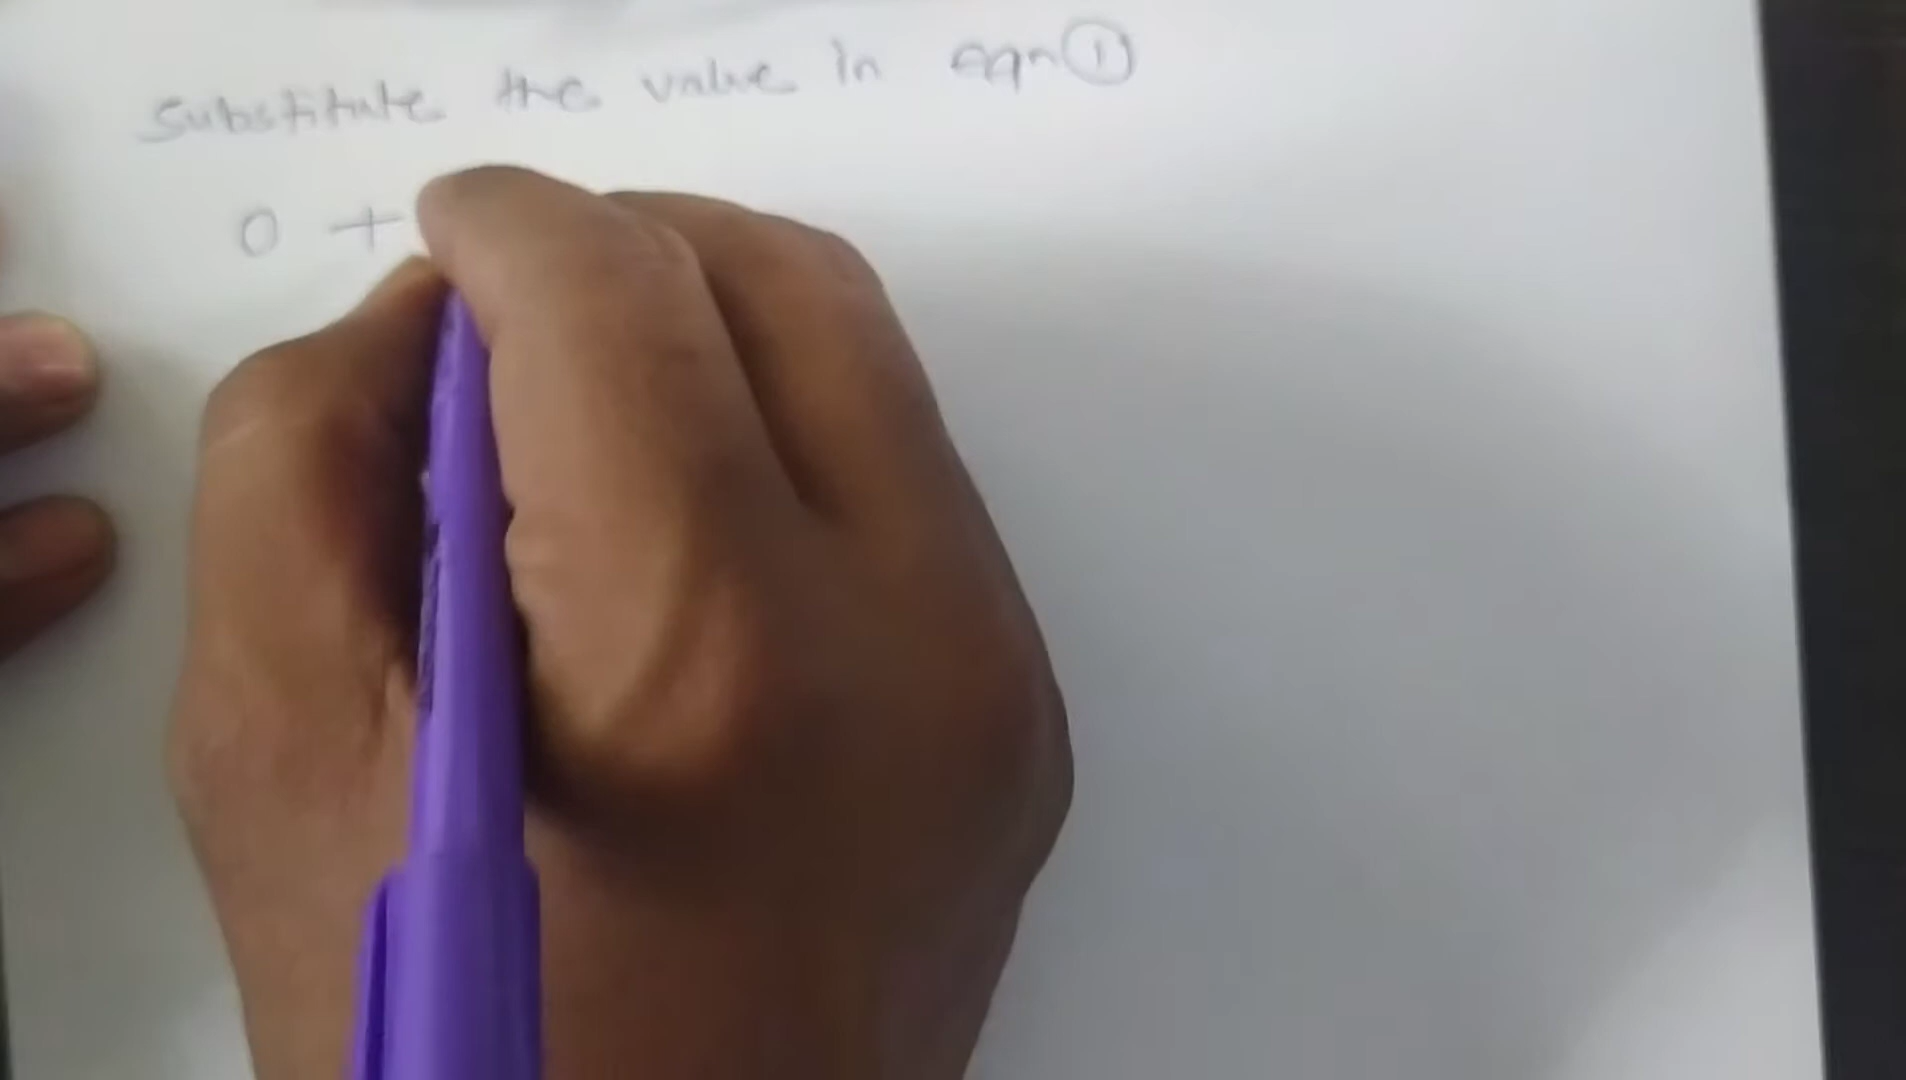 Substitute the value in eqn ①
0 +